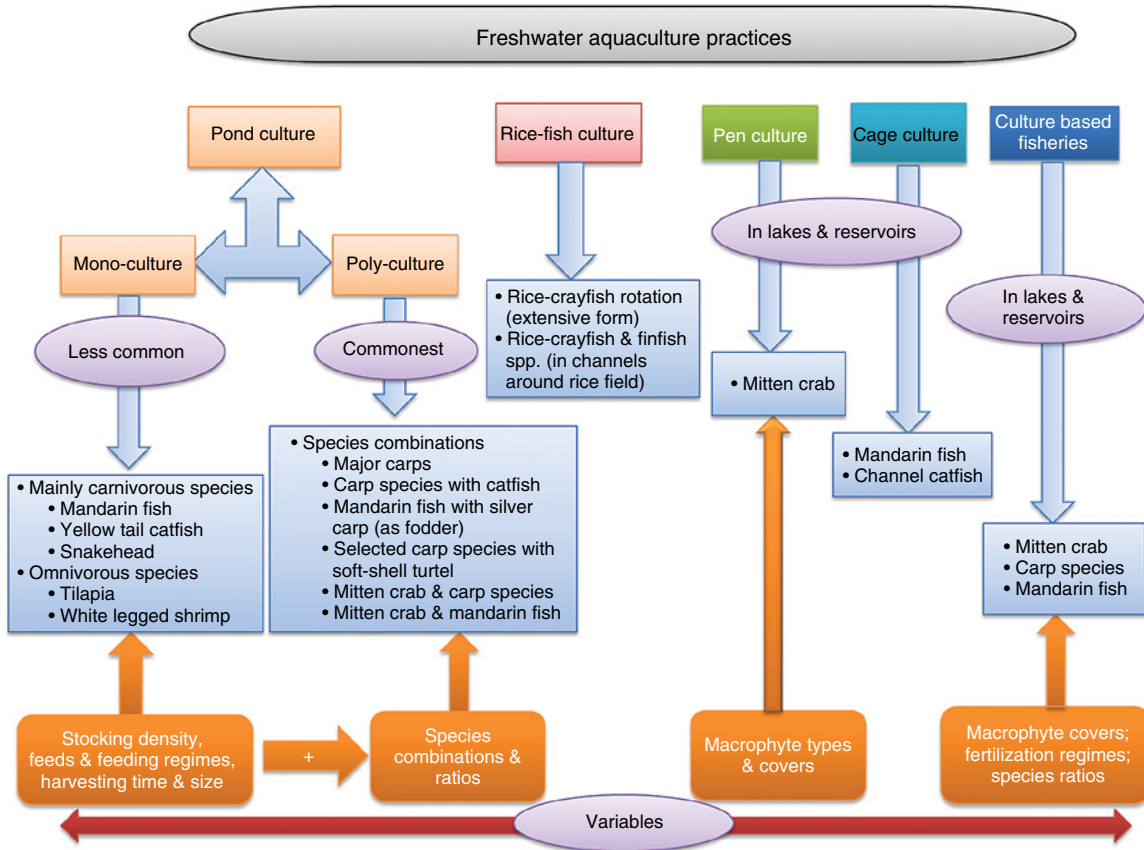 Freshwater aquaculture practices
Pond culture
Rice-fish culture
Pen culture
Cage culture
Culture based
fisheries
In lakes & reservoirs
Mono-culture
Poly-culture
• Rice-crayfish rotation
(extensive form)
• Rice-crayfish & finfish
spp. (in channels
around rice field)
In lakes &
reservoirs
Less common
Commonest
• Mitten crab
• Mandarin fish
• Channel catfish
• Species combinations
• Major carps
• Carp species with catfish
• Mandarin fish with silver
carp (as fodder)
• Selected carp species with
soft-shell turtel
• Mitten crab & carp species
• Mitten crab & mandarin fish
• Mainly carnivorous species
• Mandarin fish
• Yellow tail catfish
• Snakehead
• Omnivorous species
• Tilapia
• White legged shrimp
• Mitten crab
• Carp species
• Mandarin fish
Stocking density,
feeds & feeding regimes,
harvesting time & size
+
Species
combinations &
ratios
Macrophyte types
& covers
Macrophyte covers;
fertilization regimes;
species ratios
Variables